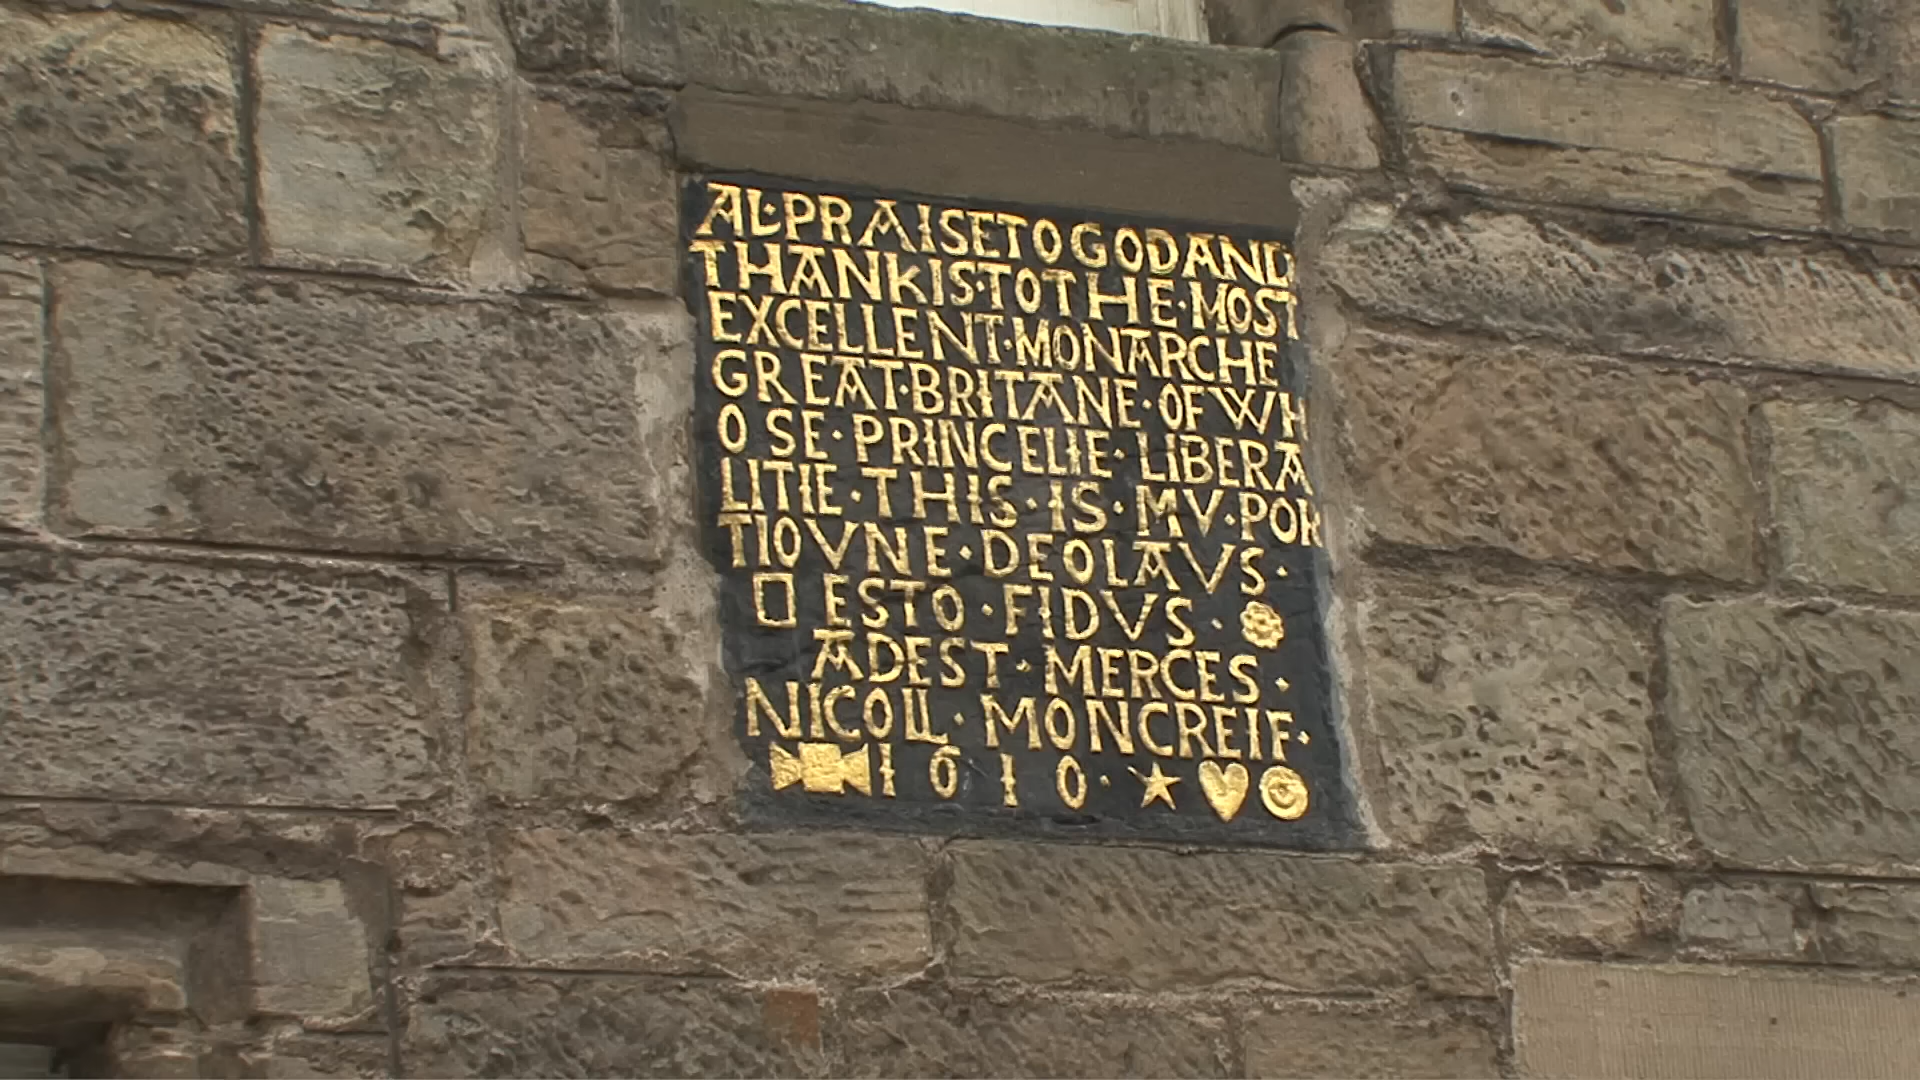 AL·PRAISE TO GOD AND
THANKIS·TO THE·MOST
EXCELLENT·MONARCHE
GREAT·BRITANE·OF WH
OSE·PRINCELIE·LIBERA
LITIE·THIS·IS·MV·POR
TIOVNE·DEO LAVS·
ESTO·FIDVS·
ADEST·MERCES·
NICOLL·MONCREIF·
1610·